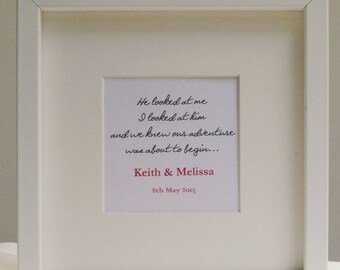 He looked at me
I looked at him
and we knew our adventure
was about to begin...
Keith & Melissa
8th May 2015